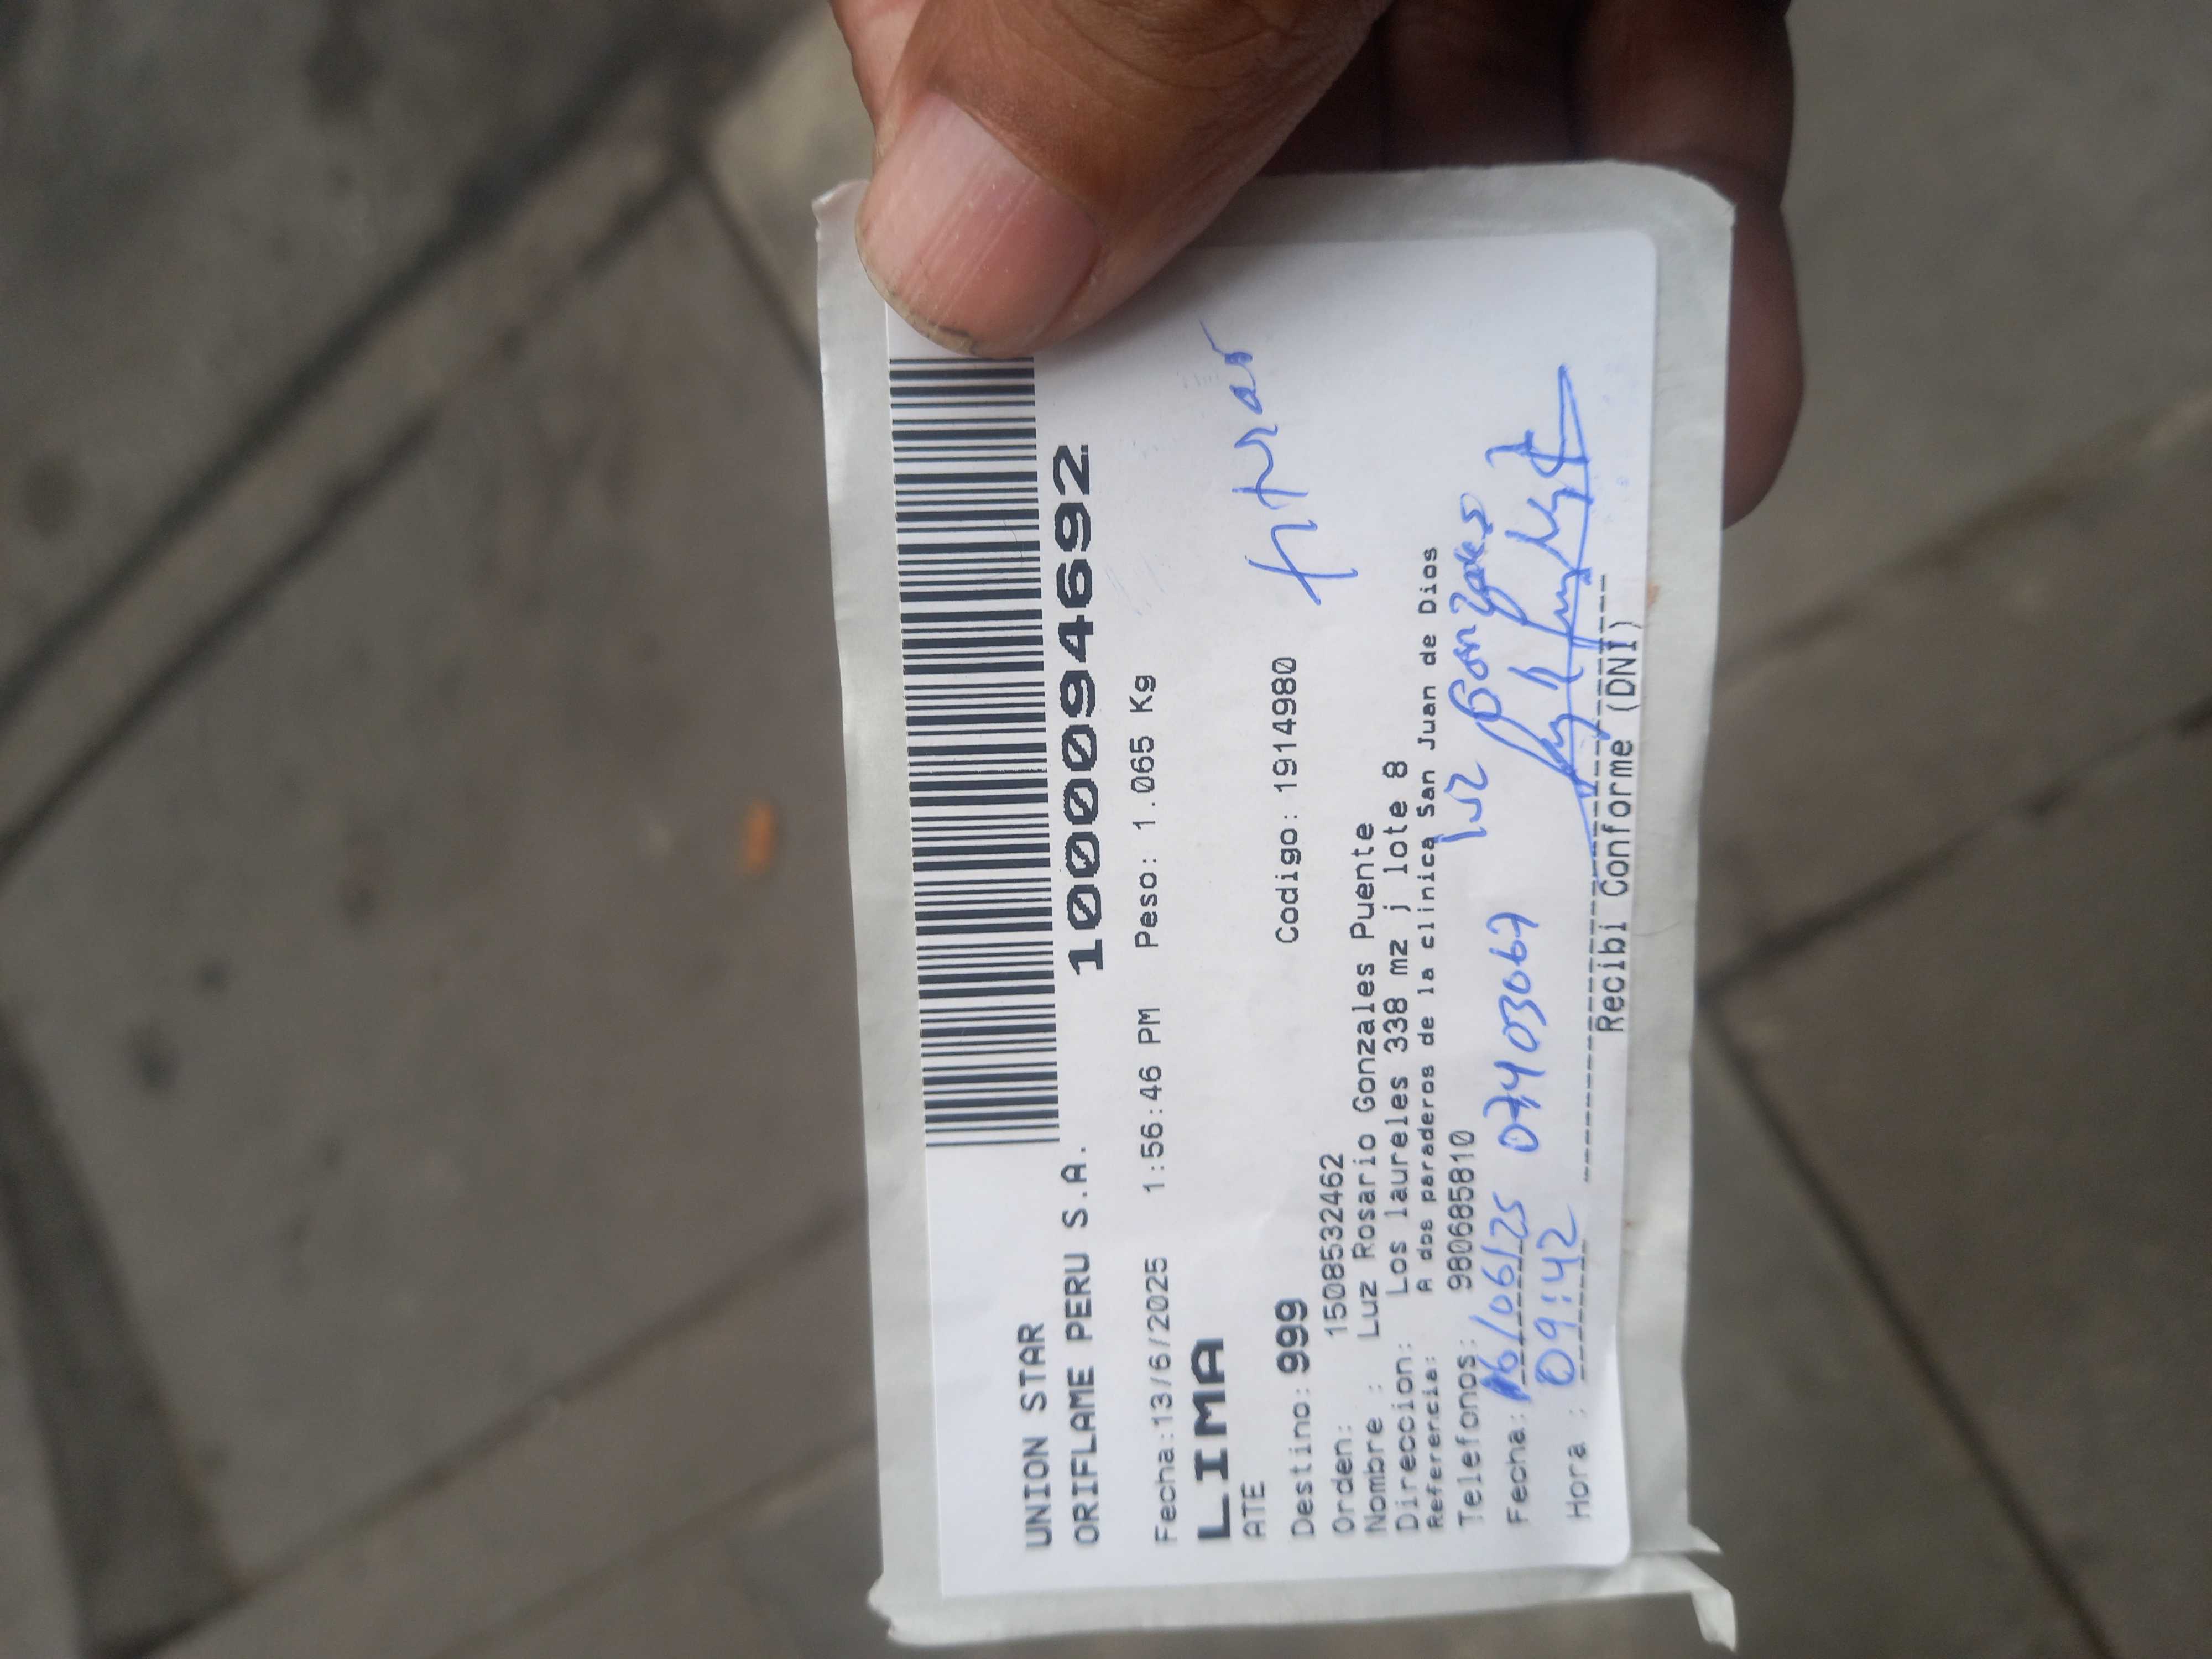 UNION STAR
ORIFLAME PERU S.A.
1000094692
Fecha:13/6/2025 1:56:46 PM Peso: 1.065 Kg
LIMA
ATE
Destino: 999 Codigo: 1914980
Orden: 1508532462
Nombre : Luz Rosario Gonzales Puente
Direccion: Los laureles 338 mz j lote 8
Referencia: A dos paraderos de la clinica San Juan de Dios
Telefonos: 980685810
luz Gonzales
Fecha: 16/06/25 07403067
Hora : 09:42
Recibi Conforme (DNI)